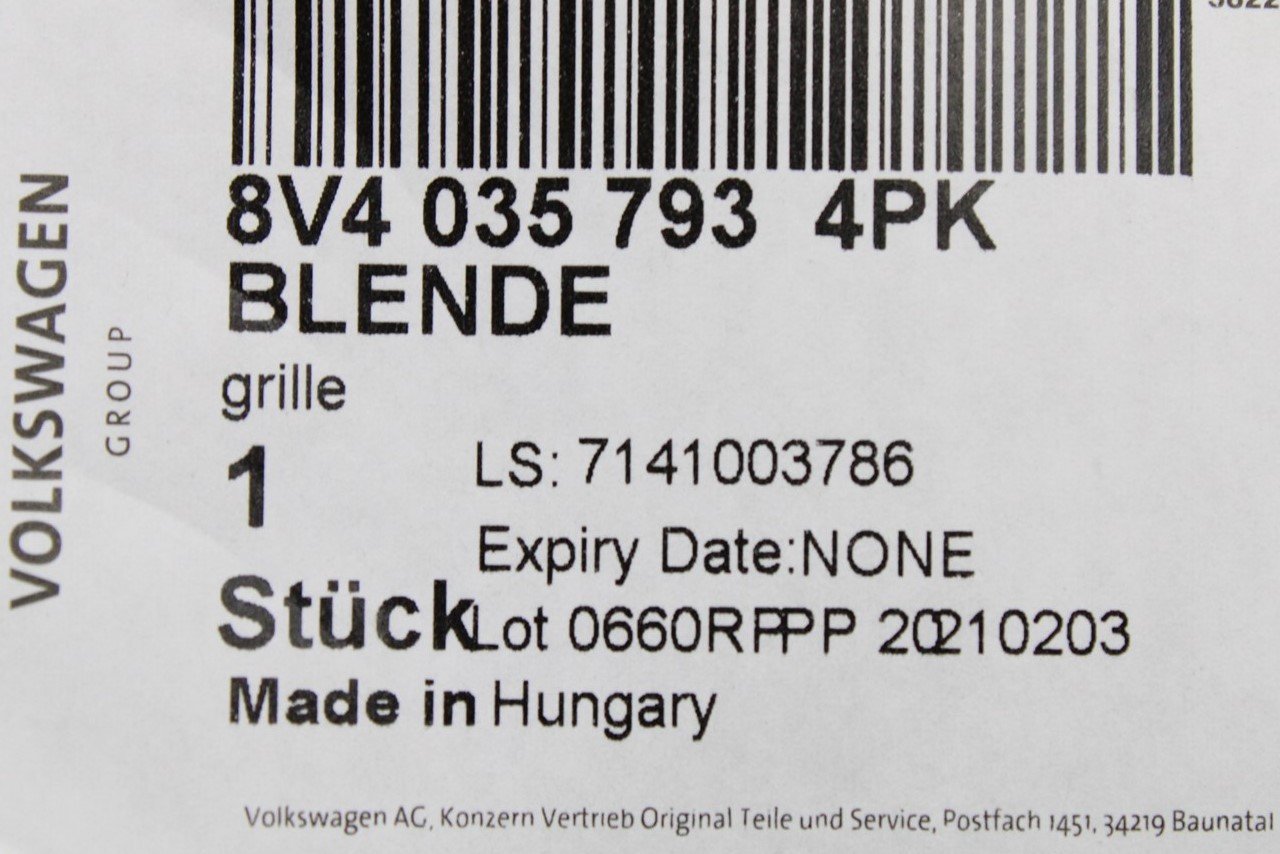 8V4 035 793 4PK
BLENDE
grille
1
LS: 7141003786
Expiry Date:NONE
Stück
Lot 0660RPPPP 20210203
Made in Hungary
Volkswagen AG, Konzern Vertrieb Original Teile und Service, Postfach 1451, 34219 Baunatal
VOLKSWAGEN
GROUP